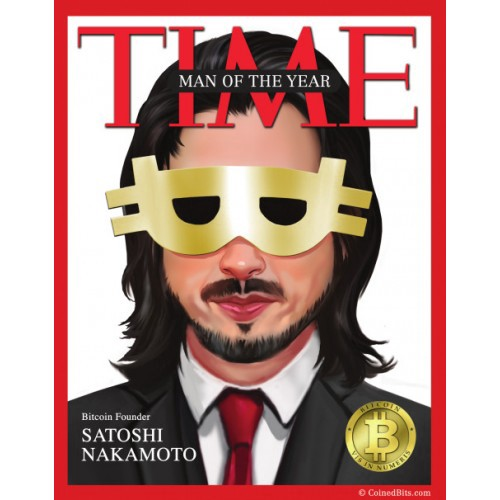 TIME
MAN OF THE YEAR
Bitcoin Founder
SATOSHI
NAKAMOTO
BITCOIN
B
VIS IN NUMERIS
© CoinedBits.com